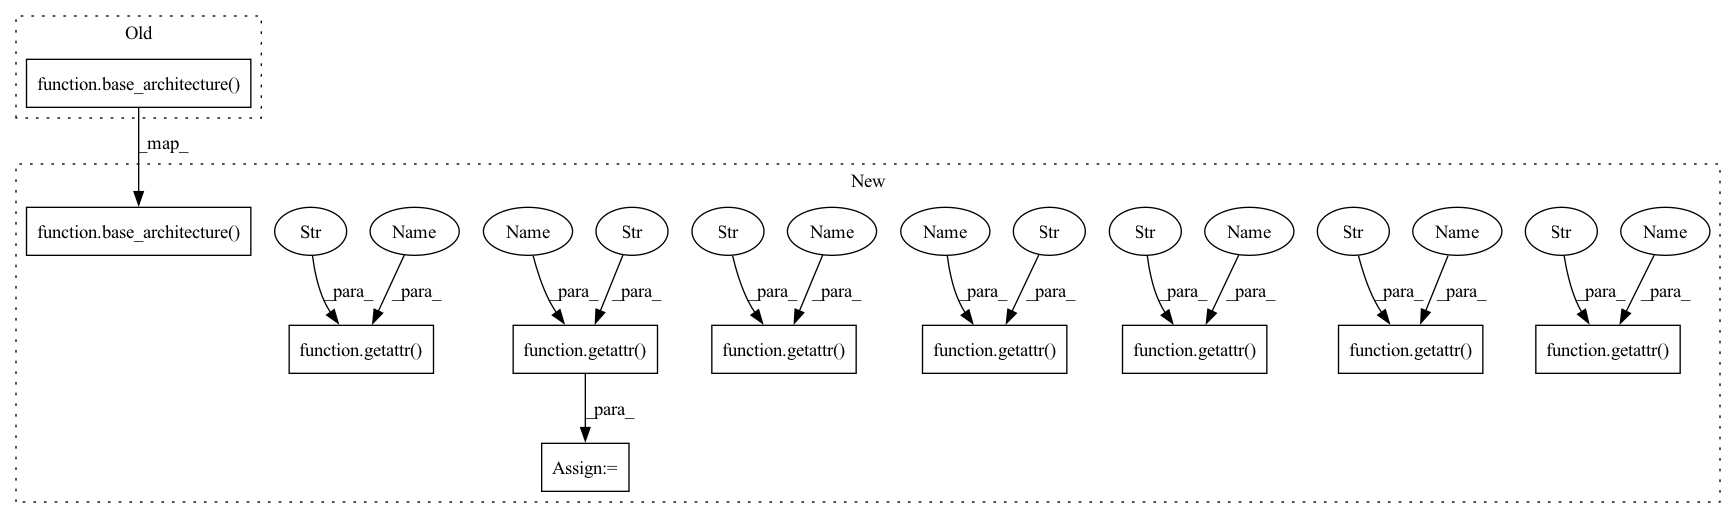 Old
function.base_architecture()
_map_
New
function.base_architecture()
Str
Name
Name
Str
Str
Name
Name
Str
Str
Name
Str
Name
Str
Name
_para_
_para_
_para_
_para_
_para_
_para_
_para_
_para_
_para_
_para_
_para_
_para_
_para_
_para_
function.getattr()
function.getattr()
function.getattr()
function.getattr()
function.getattr()
function.getattr()
function.getattr()
_para_
Assign:=